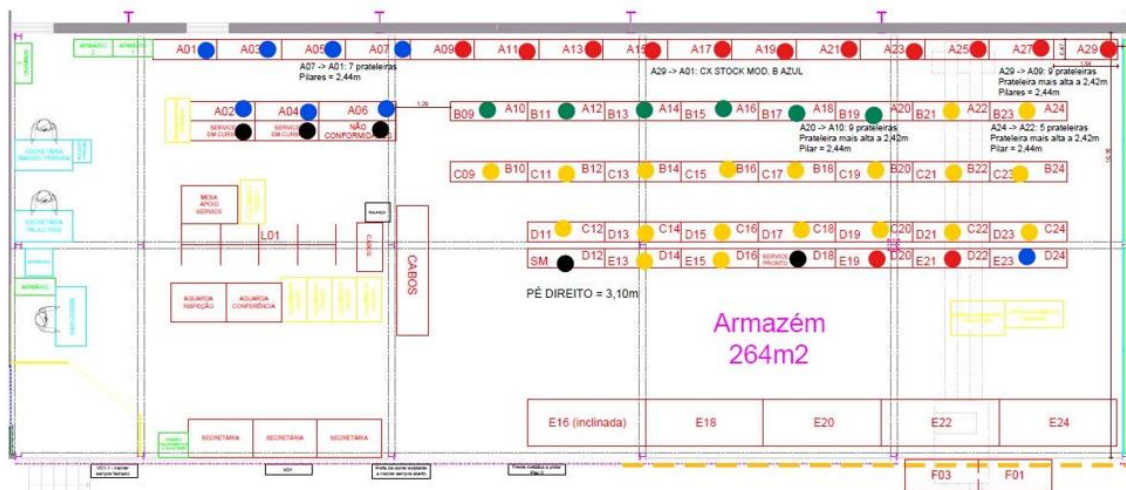 ARMÁRIO 2
ARMÁRIO 1
A01 A03 A05 A07 A09 A11 A13 A15 A17 A19 A21 A23 A25 A27 A29
A07 -> A01: 7 prateleiras
Pilares = 2,44m
A29 -> A01: CX STOCK MOD. B AZUL
A29 -> A09: 9 prateleiras
Prateleira mais alta a 2,42m
Pilares = 2,44m
A02 A04 A06
SERVICE EM CURSO
SERVICE EM CURSO
NÃO CONFORMIDADES
B09 A10 B11 A12 B13 A14 B15 A16 B17 A18 B19 A20 B21 A22 B23 A24
A20 -> A10: 9 prateleiras
Prateleira mais alta a 2,42m
Pilar = 2,44m
A24 -> A22: 5 prateleiras
Prateleira mais alta a 2,42m
Pilar = 2,44m
C09 B10 C11 B12 C13 B14 C15 B16 C17 B18 C19 B20 C21 B22 C23 B24
MESA
APOIO
SERVICE
L01
CABOS
D11 C12 D13 C14 D15 C16 D17 C18 D19 C20 D21 C22 D23 C24
SM D12 E13 D14 E15 D16 SERVICE PRONTO D18 E19 D20 E21 D22 E23 D24
PÉ DIREITO = 3,10m
AGUARDA
INSPEÇÃO
AGUARDA
CONFERÊNCIA
Armazém
264m2
SECRETÁRIA SECRETÁRIA SECRETÁRIA
E16 (inclinada) E18 E20 E22 E24
F03 F01